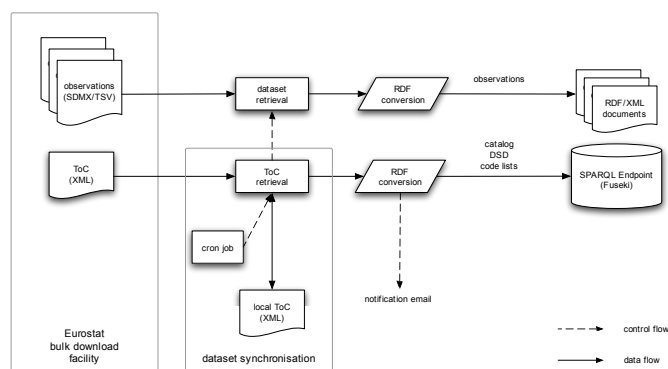 observations
(SDMX/TSV)
dataset
retrieval
RDF
conversion
observations
RDF/XML
documents
ToC
(XML)
ToC
retrieval
RDF
conversion
catalog
DSD
code lists
SPARQL Endpoint
(Fuseki)
cron job
local ToC
(XML)
notification email
Eurostat
bulk download
facility
dataset synchronisation
control flow
data flow